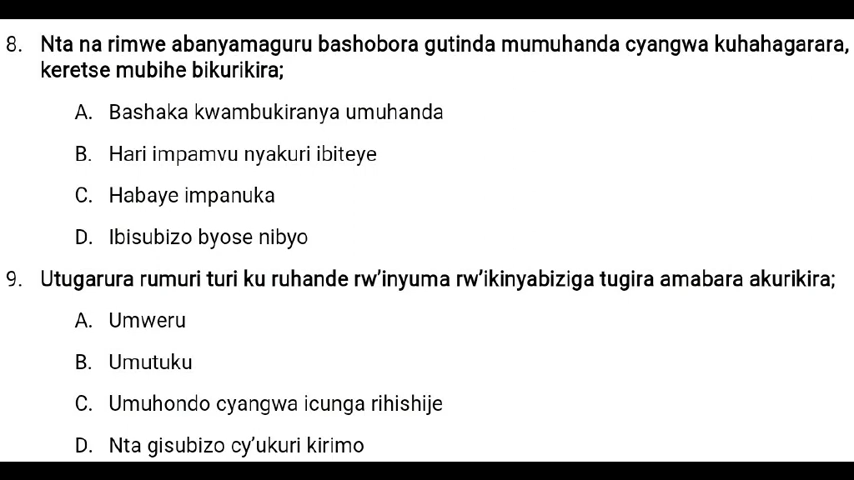 8. Nta na rimwe abanyamaguru bashobora gutinda mumuhanda cyangwa kuhahagarara,
keretse mubihe bikurikira;
A. Bashaka kwambukiranya umuhanda
B. Hari impamvu nyakuri ibiteye
C. Habaye impanuka
D. Ibisubizo byose nibyo
9. Utugarura rumuri turi ku ruhande rw’inyuma rw’ikinyabiziga tugira amabara akurikira;
A. Umweru
B. Umutuku
C. Umuhondo cyangwa icunga rihishije
D. Nta gisubizo cy’ukuri kirimo